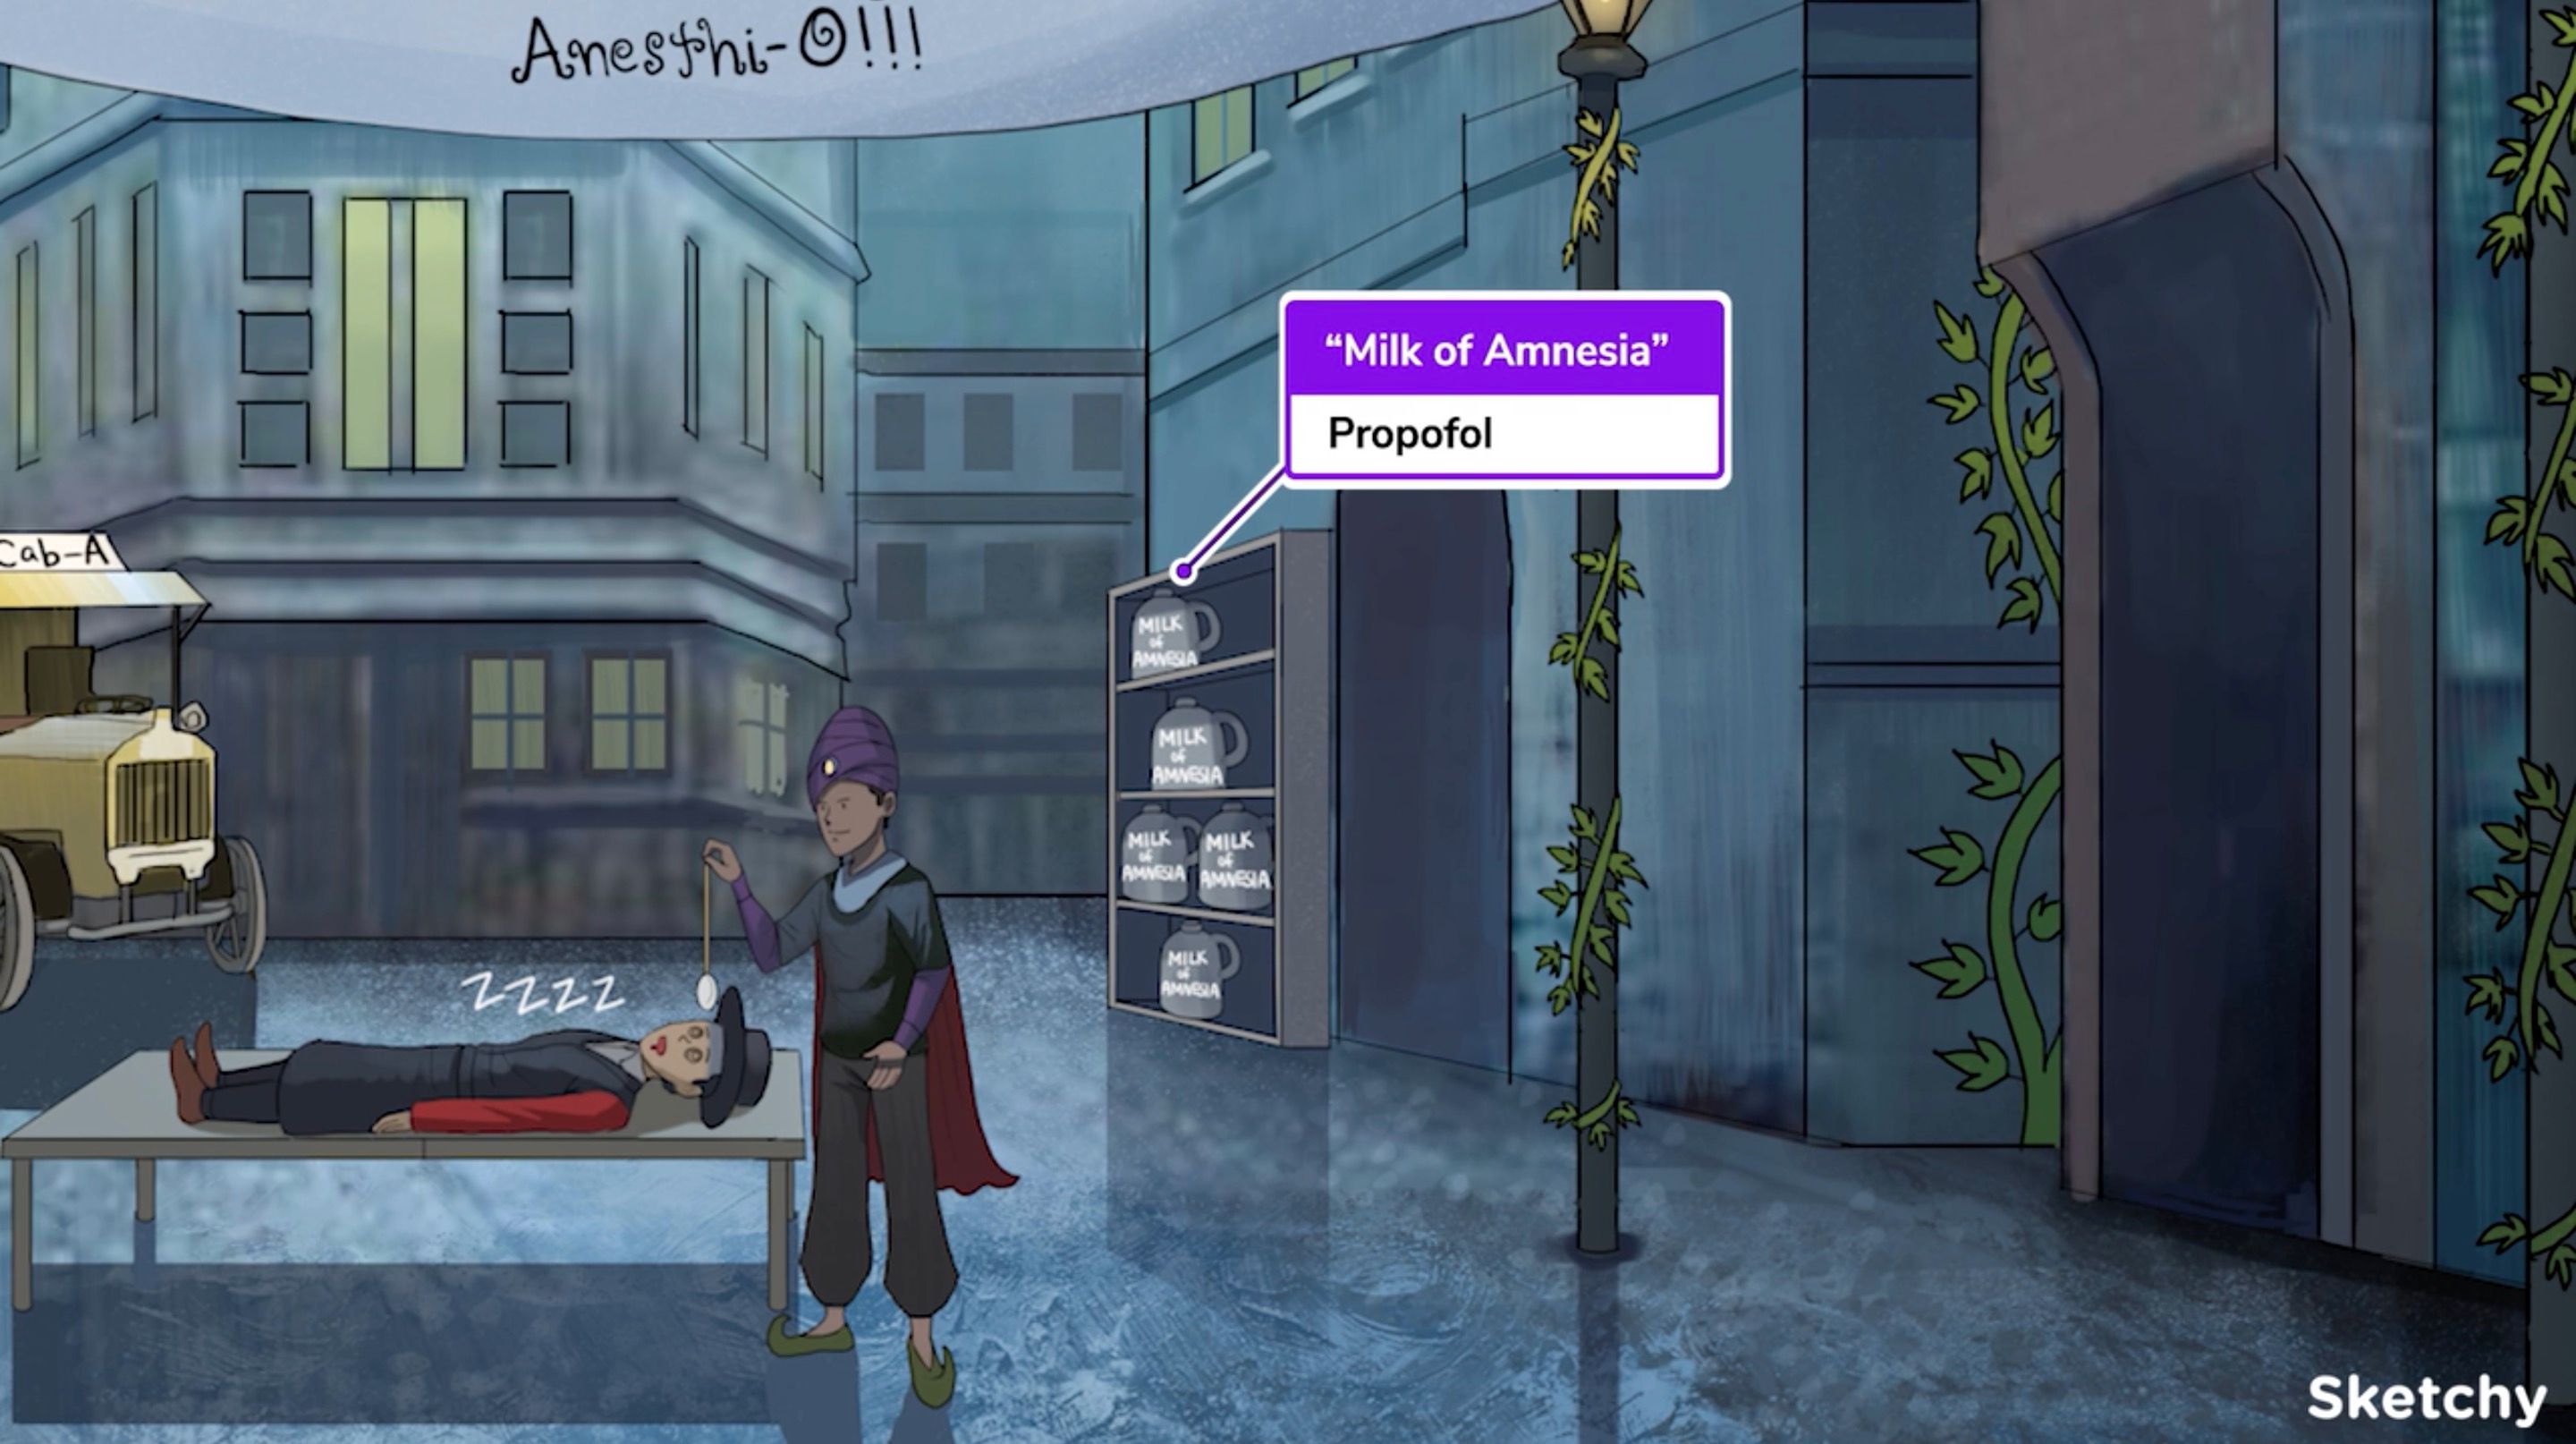 Anesthi-O!!!
“Milk of Amnesia”
Propofol
Cab-A
MILK
of
AMNESIA
MILK
of
AMNESIA
MILK
of
AMNESIA
MILK
of
AMNESIA
MILK
of
AMNESIA
ZZZZ
Sketchy